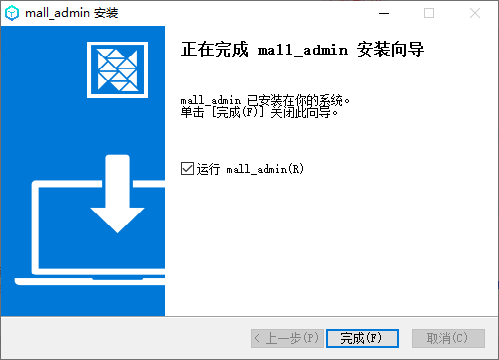 mall_admin 安装
正在完成 mall_admin 安装向导
mall_admin 已安装在你的系统。
单击 [完成(F)] 关闭此向导。
运行 mall_admin(R)
< 上一步(P)
完成(F)
取消(C)